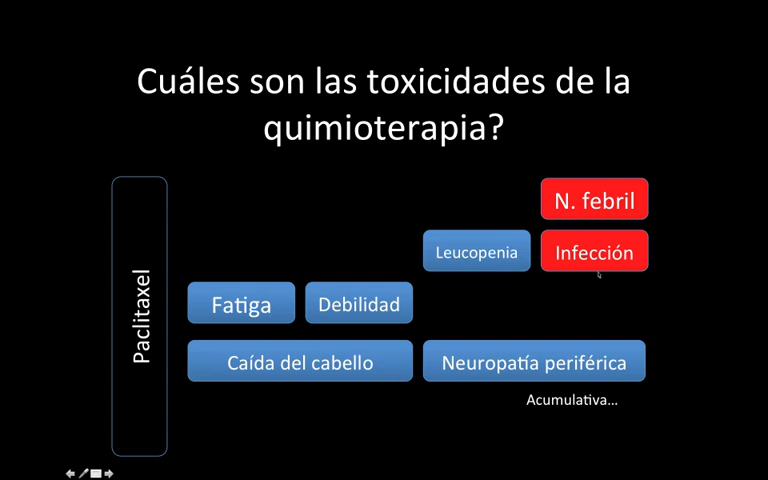 Cuáles son las toxicidades de la
quimioterapia?
Paclitaxel
N. febril
Leucopenia
Infección
Fatiga
Debilidad
Caída del cabello
Neuropatía periférica
Acumulativa...